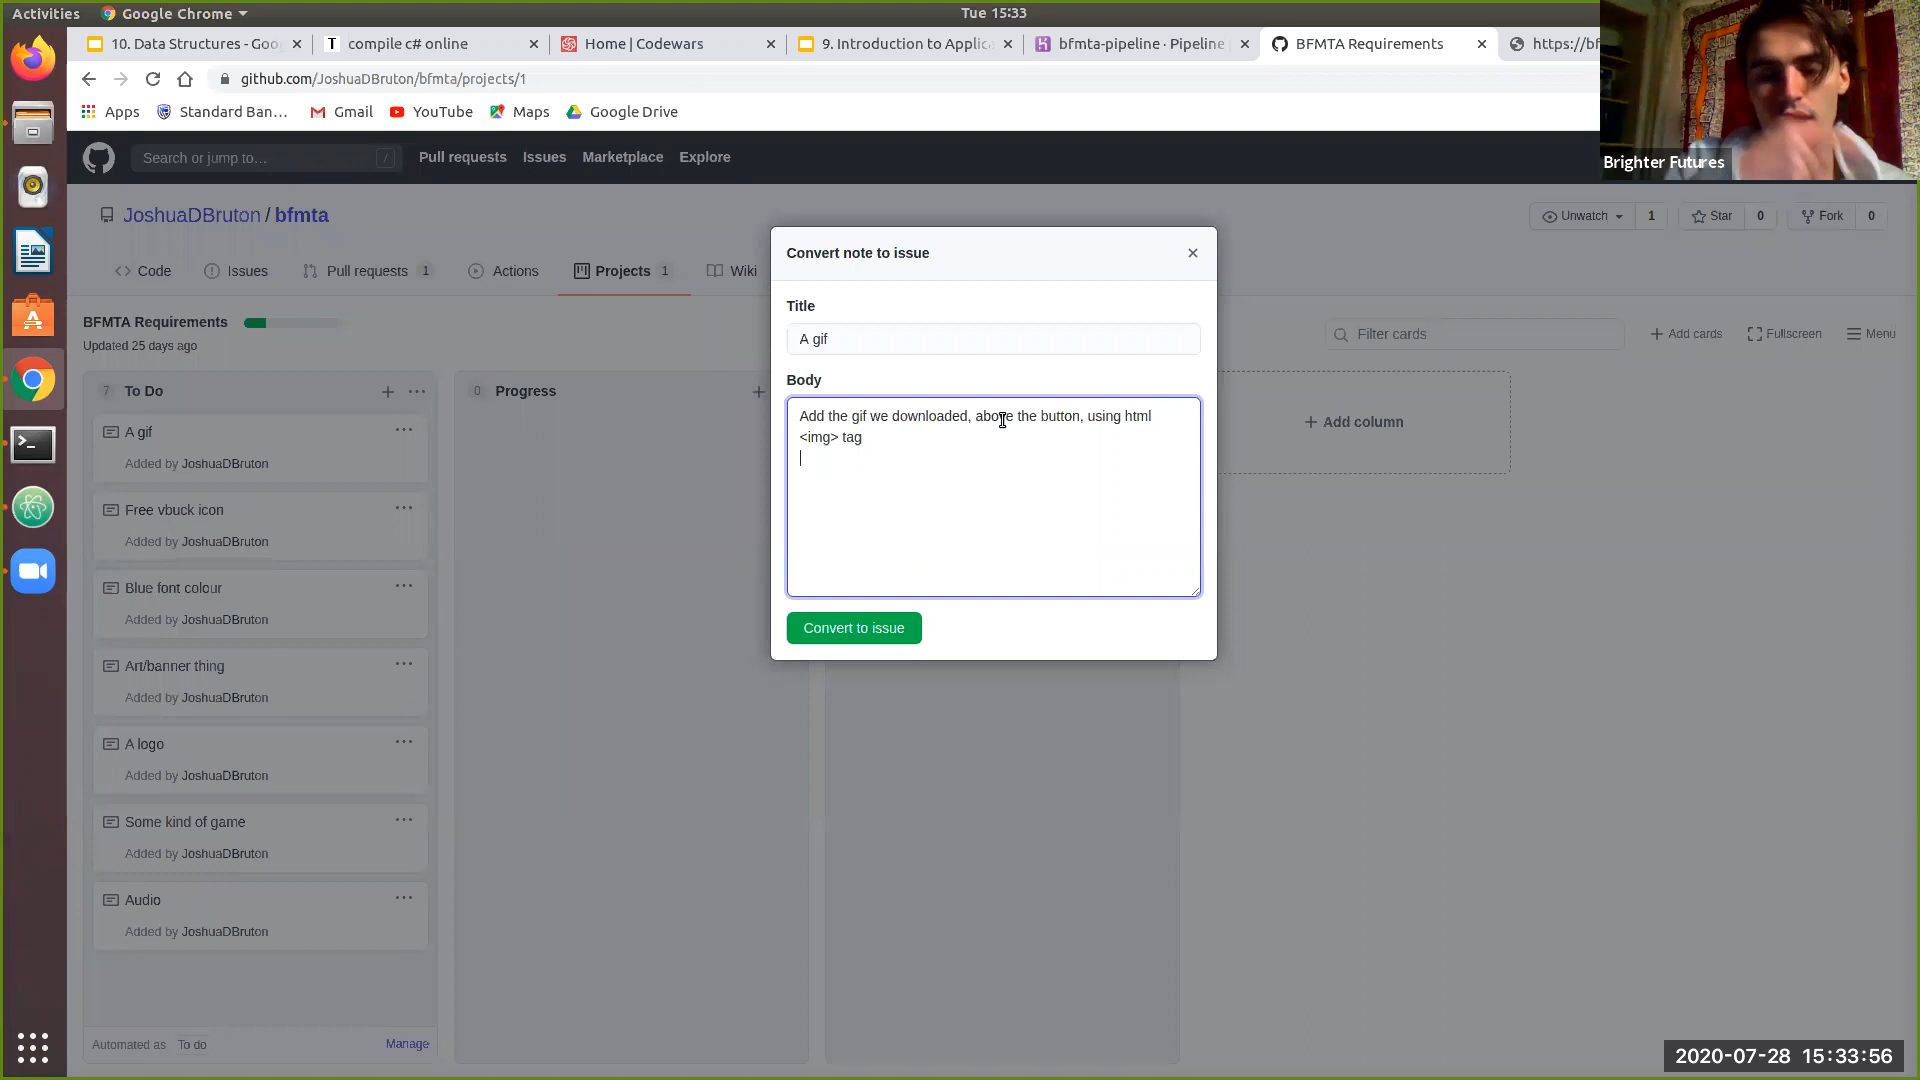 Activities
Google Chrome
Tue 15:33
10. Data Structures - Goo
compile c# online
Home | Codewars
9. Introduction to Applic
bfmta-pipeline · Pipeline
BFMTA Requirements
https://bf
github.com/JoshuaDBruton/bfmta/projects/1
Apps
Standard Ban...
Gmail
YouTube
Maps
Google Drive
Brighter Futures
Search or jump to...
/
Pull requests
Issues
Marketplace
Explore
JoshuaDBruton / bfmta
Unwatch
1
Star
0
Fork
0
Code
Issues
Pull requests 1
Actions
Projects 1
Wiki
BFMTA Requirements
Updated 25 days ago
Filter cards
Add cards
Fullscreen
Menu
7 To Do
A gif
Added by JoshuaDBruton
Free vbuck icon
Added by JoshuaDBruton
Blue font colour
Added by JoshuaDBruton
Art/banner thing
Added by JoshuaDBruton
A logo
Added by JoshuaDBruton
Some kind of game
Added by JoshuaDBruton
Audio
Added by JoshuaDBruton
Automated as To do
Manage
0 Progress
Convert note to issue
Title
A gif
Body
Add the gif we downloaded, above the button, using html
<img> tag
Convert to issue
Add column
2020-07-28 15:33:56